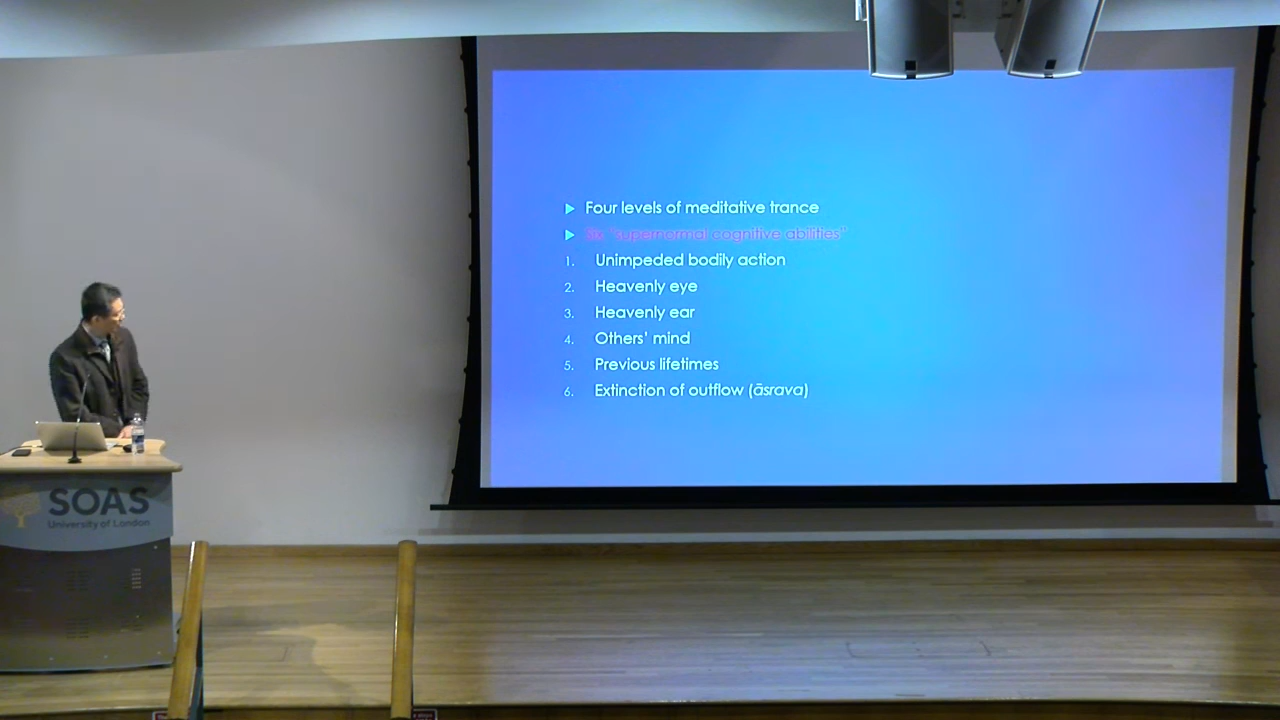 Four levels of meditative trance
Six "supernormal cognitive abilities"
1. Unimpeded bodily action
2. Heavenly eye
3. Heavenly ear
4. Others' mind
5. Previous lifetimes
6. Extinction of outflow (āsrava)
SOAS
University of London